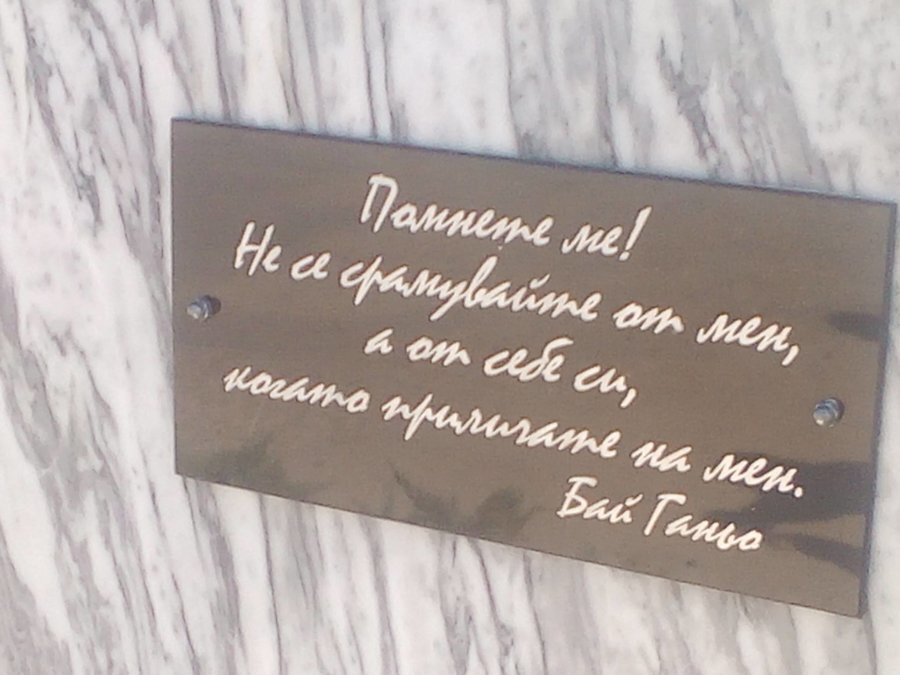 Помнете ме!
Не се срамувайте от мен,
а от себе си,
когато приличате на мен.
Бай Ганьо